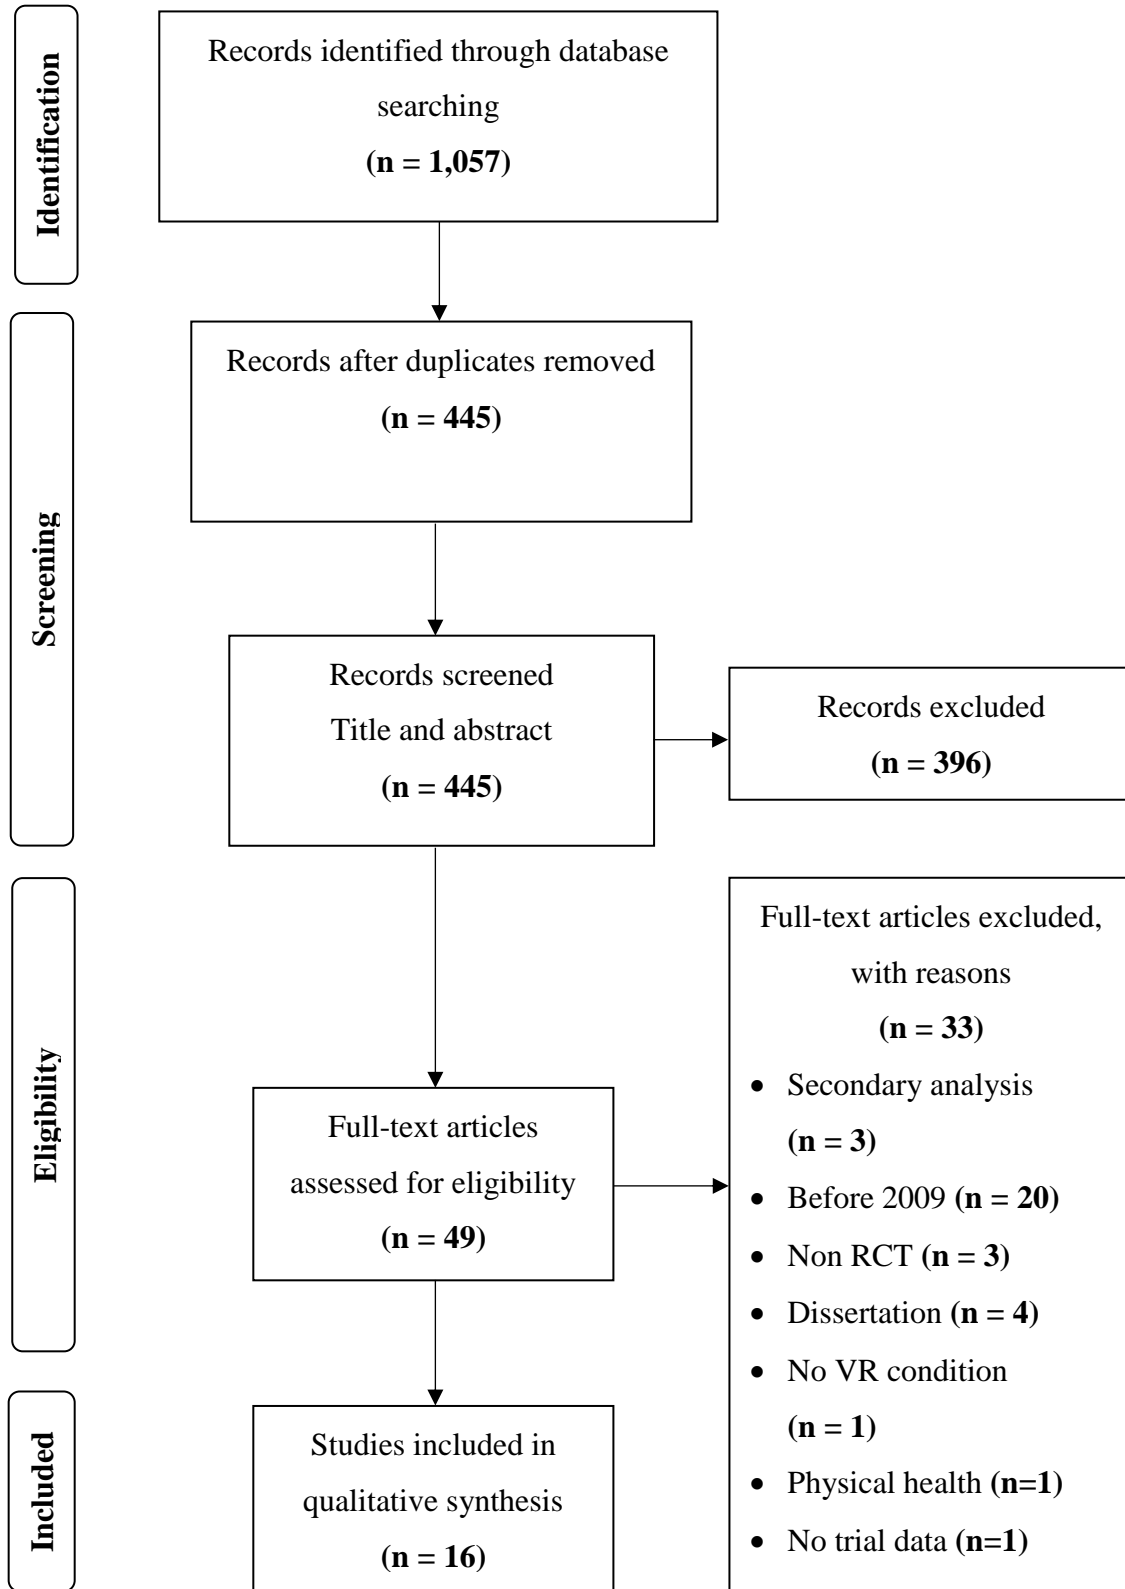 Identification
Records identified through database
searching
(n = 1,057)
Screening
Records after duplicates removed
(n = 445)
Records screened
Title and abstract
(n = 445)
Records excluded
(n = 396)
Eligibility
Full-text articles
assessed for eligibility
(n = 49)
Full-text articles excluded,
with reasons
(n = 33)
• Secondary analysis
(n = 3)
• Before 2009 (n = 20)
• Non RCT (n = 3)
• Dissertation (n = 4)
• No VR condition
(n = 1)
• Physical health (n=1)
• No trial data (n=1)
Included
Studies included in
qualitative synthesis
(n = 16)